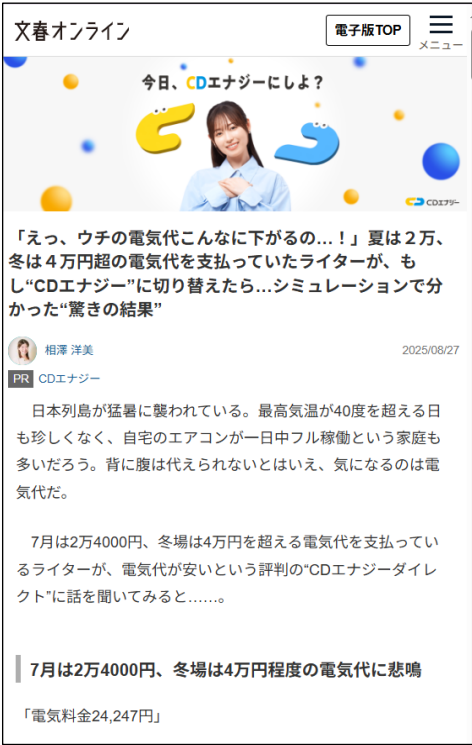 文春オンライン
電子版TOP
メニュー
今日、CDエナジーにしよ?
CDエナジー
「えっ、ウチの電気代こんなに下がるの…！」夏は２万、
冬は４万円超の電気代を支払っていたライターが、も
し“CDエナジー”に切り替えたら…シミュレーションで分
かった“驚きの結果”
相澤 洋美
2025/08/27
PR CDエナジー
日本列島が猛暑に襲われている。最高気温が40度を超える日
も珍しくなく、自宅のエアコンが一日中フル稼働という家庭も
多いだろう。背に腹は代えられないとはいえ、気になるのは電
気代だ。
7月は2万4000円、冬場は4万円を超える電気代を支払ってい
るライターが、電気代が安いという評判の“CDエナジーダイレ
クト”に話を聞いてみると……。
7月は2万4000円、冬場は4万円程度の電気代に悲鳴
「電気料金24,247円」